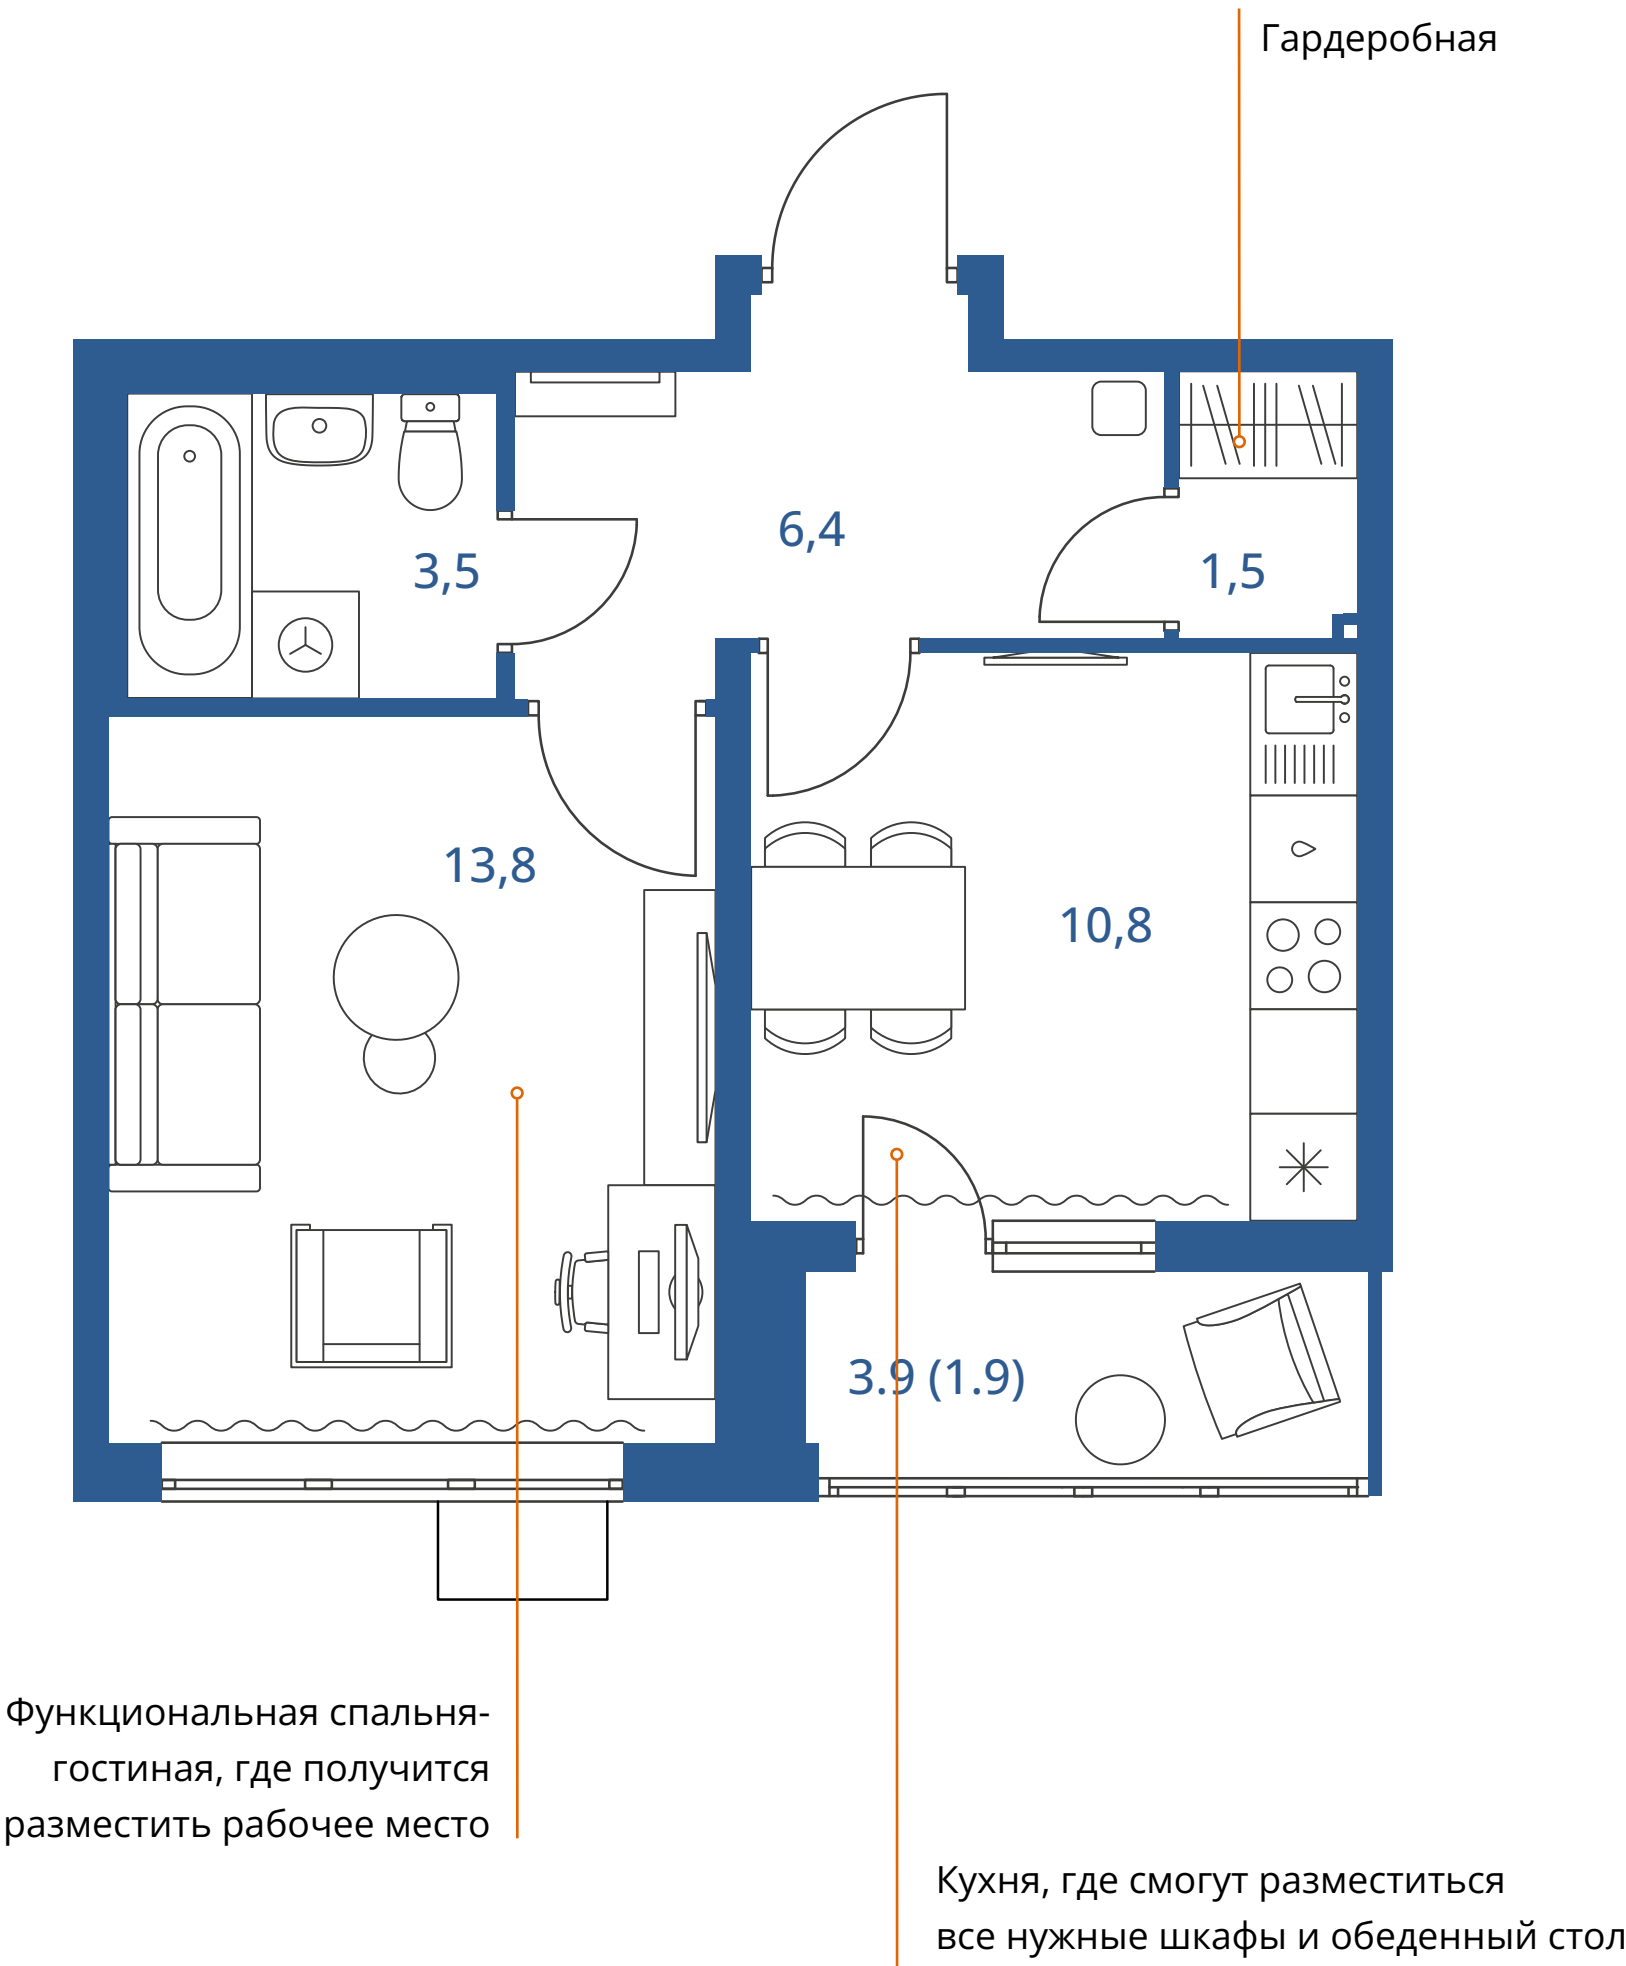 Гардеробная
6,4
3,5
1,5
13,8
10,8
3.9 (1.9)
Функциональная спальня-
гостиная, где получится
разместить рабочее место
Кухня, где смогут разместиться
все нужные шкафы и обеденный стол